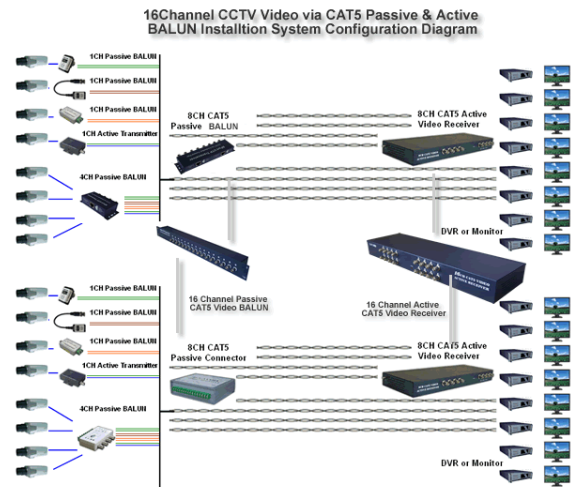 16Channel CCTV Video via CAT5 Passive & Active
BALUN Installtion System Configuration Diagram
1CH Passive BALUN
1CH Passive BALUN
1CH Passive BALUN
1CH Active Transmitter
4CH Passive BALUN
8CH CAT5
Passive BALUN
8CH CAT5 Active
Video Receiver
DVR or Monitor
16 Channel Passive
CAT5 Video BALUN
16 Channel Active
CAT5 Video Receiver
1CH Passive BALUN
1CH Passive BALUN
1CH Passive BALUN
1CH Active Transmitter
4CH Passive BALUN
8CH CAT5
Passive Connector
8CH CAT5 Active
Video Receiver
DVR or Monitor